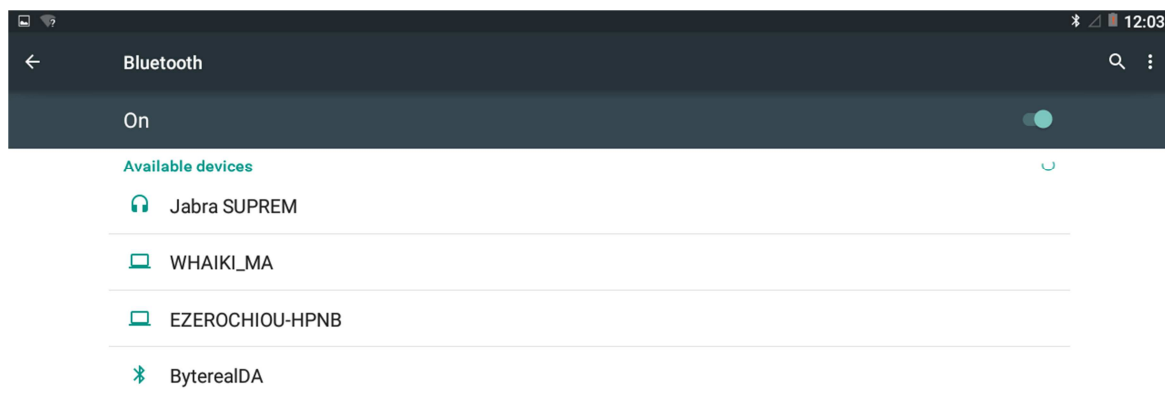 12:03
Bluetooth
On
Available devices
Jabra SUPREM
WHAIKI_MA
EZEROCHIOU-HPNB
ByterealDA